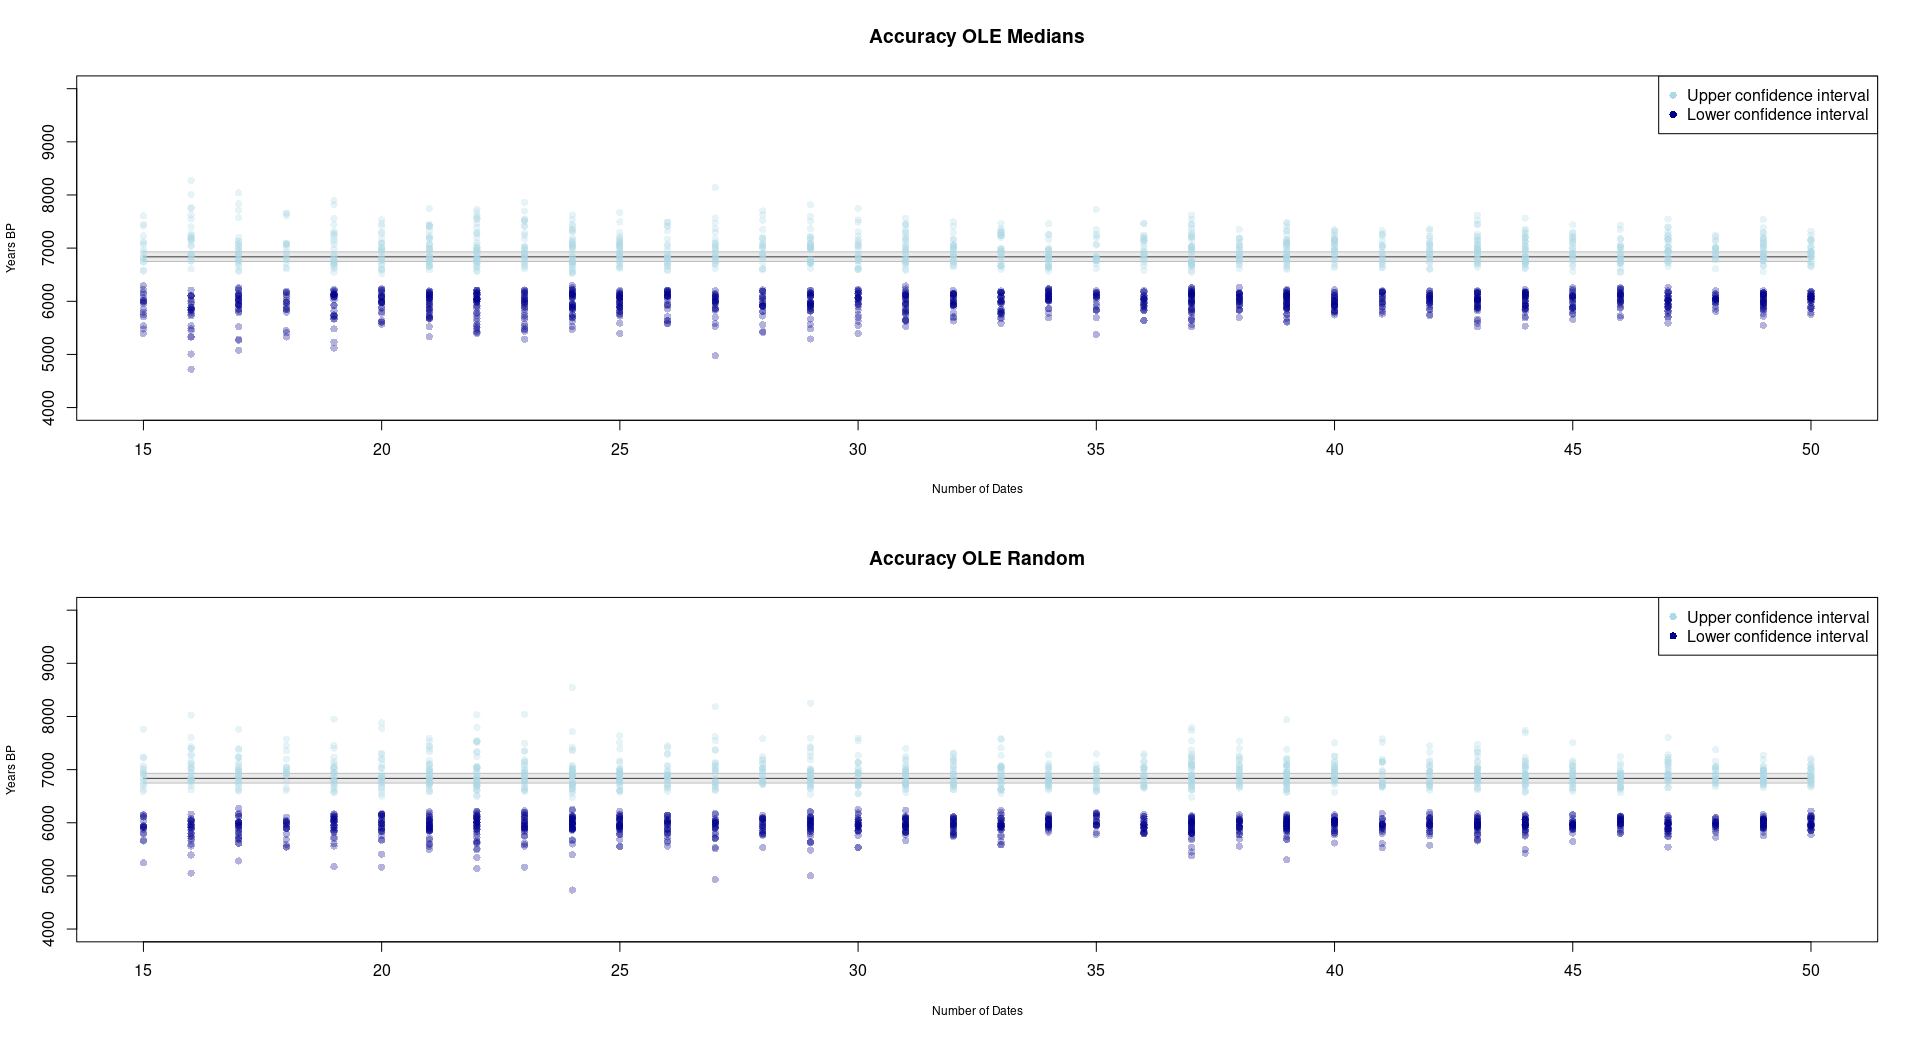 Accuracy OLE Medians
Upper confidence interval
Lower confidence interval
Years BP
9000
8000
7000
6000
5000
4000
15 20 25 30 35 40 45 50
Number of Dates
Accuracy OLE Random
Upper confidence interval
Lower confidence interval
Years BP
9000
8000
7000
6000
5000
4000
15 20 25 30 35 40 45 50
Number of Dates